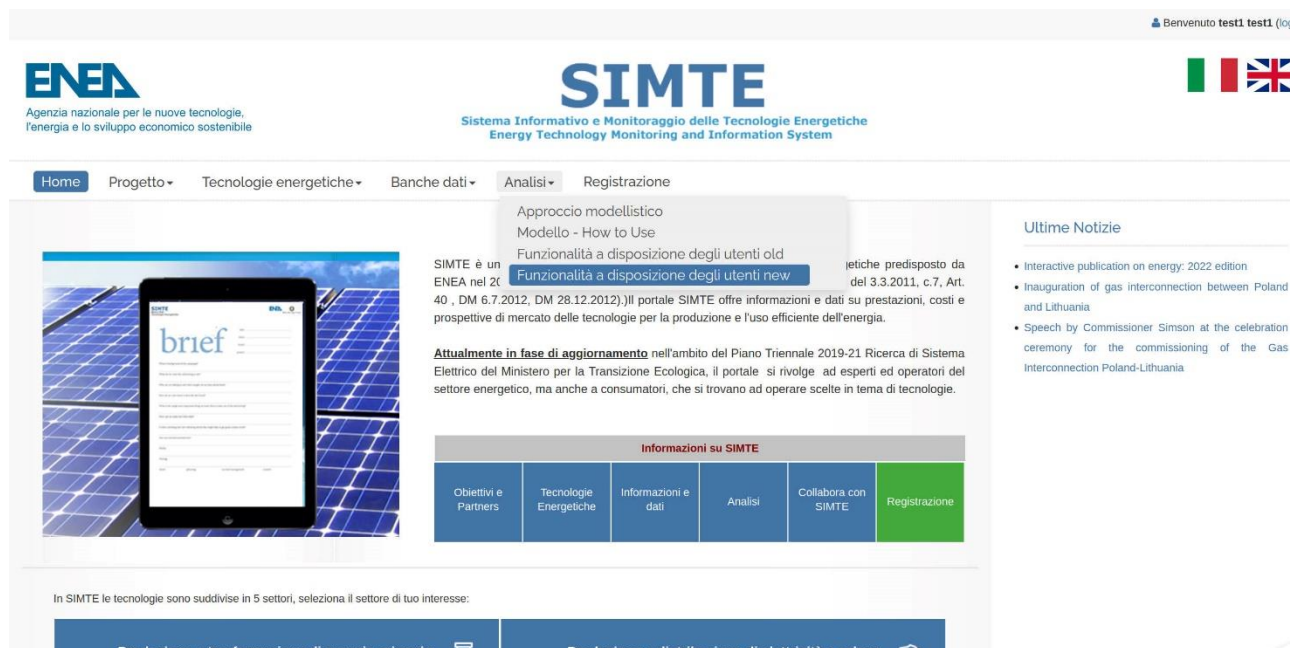 Benvenuto test1 test1
ENEA
Agenzia nazionale per le nuove tecnologie,
l'energia e lo sviluppo economico sostenibile
SIMTE
Sistema Informativo e Monitoraggio delle Tecnologie Energetiche
Energy Technology Monitoring and Information System
Home Progetto Tecnologie energetiche Banche dati Analisi Registrazione
Approccio modellistico
Modello - How to Use
Funzionalità a disposizione degli utenti old
Funzionalità a disposizione degli utenti new
brief
SIMTE è un predisposto da
ENEA nel del 3.3.2011, c.7, Art.
40 , DM 6.7.2012, DM 28.12.2012).)Il portale SIMTE offre informazioni e dati su prestazioni, costi e
prospettive di mercato delle tecnologie per la produzione e l'uso efficiente dell'energia.
Attualmente in fase di aggiornamento nell'ambito del Piano Triennale 2019-21 Ricerca di Sistema
Elettrico del Ministero per la Transizione Ecologica, il portale si rivolge ad esperti ed operatori del
settore energetico, ma anche a consumatori, che si trovano ad operare scelte in tema di tecnologie.
Informazioni su SIMTE
Obiettivi e
Partners
Tecnologie
Energetiche
Informazioni e
dati
Analisi
Collabora con
SIMTE
Registrazione
Ultime Notizie
• Interactive publication on energy: 2022 edition
• Inauguration of gas interconnection between Poland
and Lithuania
• Speech by Commissioner Simson at the celebration
ceremony for the commissioning of the Gas
Interconnection Poland-Lithuania
In SIMTE le tecnologie sono suddivise in 5 settori, seleziona il settore di tuo interesse: